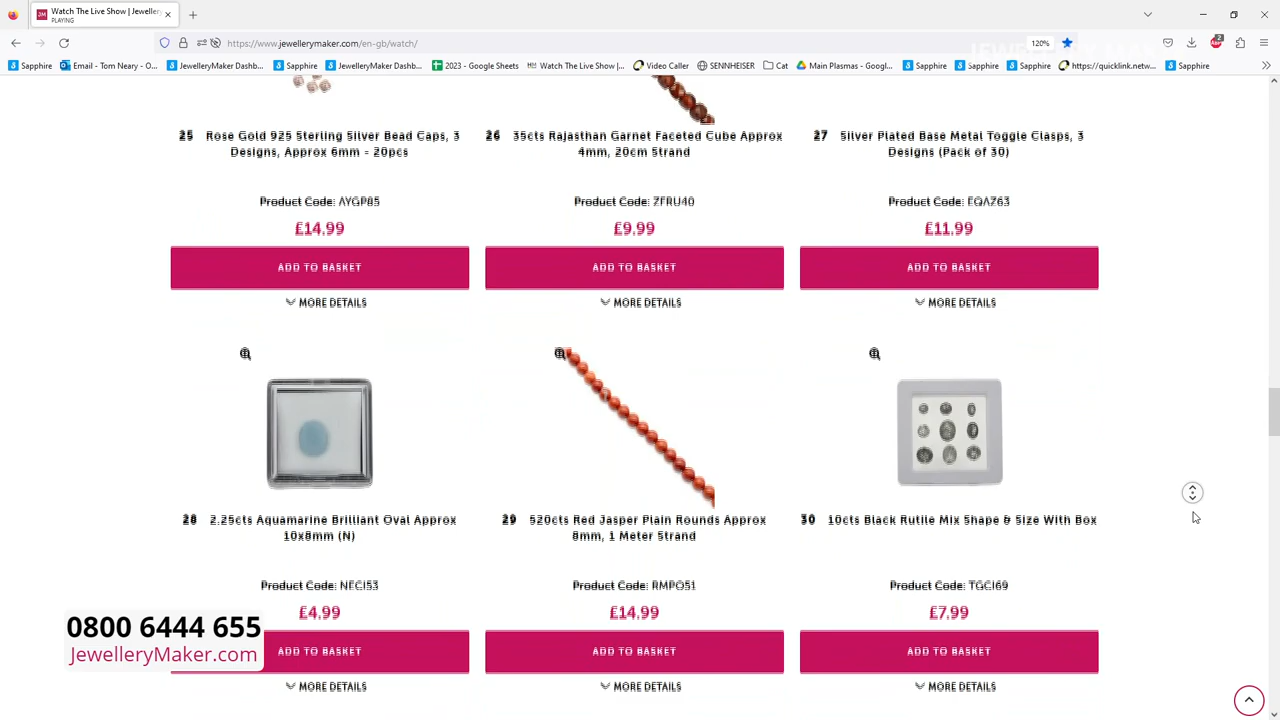 Watch The Live Show | Jeweller
PLAYING
https://www.jewellerymaker.com/en-gb/watch/
120%
2
Sapphire
Email - Tom Neary - O...
JewelleryMaker Dashb...
Sapphire
JewelleryMaker Dashb...
2023 - Google Sheets
Watch The Live Show |...
Video Caller
SENNHEISER
Cat
Main Plasmas - Googl...
Sapphire
Sapphire
Sapphire
https://quicklink.netw...
Sapphire
25 Rose Gold 925 Sterling Silver Bead Caps, 3
Designs, Approx 6mm - 20pcs
Product Code: AYGP85
£14.99
ADD TO BASKET
MORE DETAILS
26 35cts Rajasthan Garnet Faceted Cube Approx
4mm, 20cm Strand
Product Code: ZFRU40
£9.99
ADD TO BASKET
MORE DETAILS
27 Silver Plated Base Metal Toggle Clasps, 3
Designs (Pack of 30)
Product Code: EQAZ63
£11.99
ADD TO BASKET
MORE DETAILS
28 2.25cts Aquamarine Brilliant Oval Approx
10x8mm (N)
Product Code: NECI53
£4.99
ADD TO BASKET
MORE DETAILS
29 520cts Red Jasper Plain Rounds Approx
8mm, 1 Meter Strand
Product Code: RMPO51
£14.99
ADD TO BASKET
MORE DETAILS
30 10cts Black Rutile Mix Shape & Size With Box
Product Code: TGCI69
£7.99
ADD TO BASKET
MORE DETAILS
0800 6444 655
JewelleryMaker.com